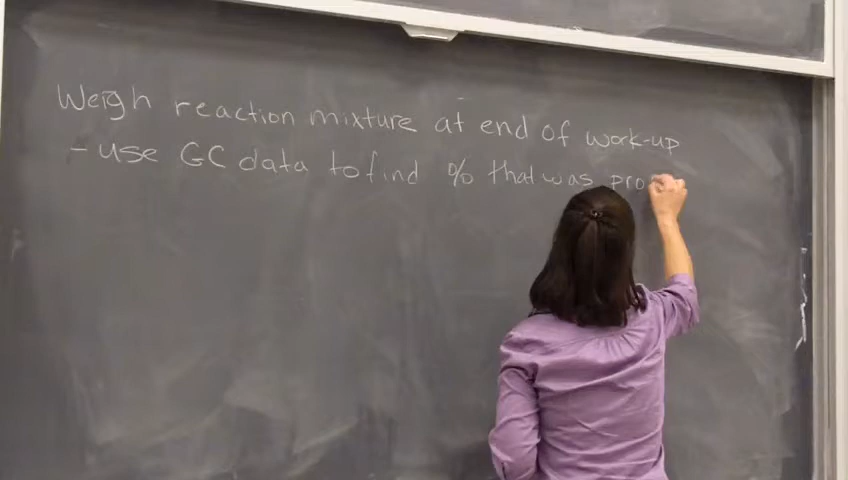 Weigh reaction mixture at end of work-up
- use GC data to find % that was pro